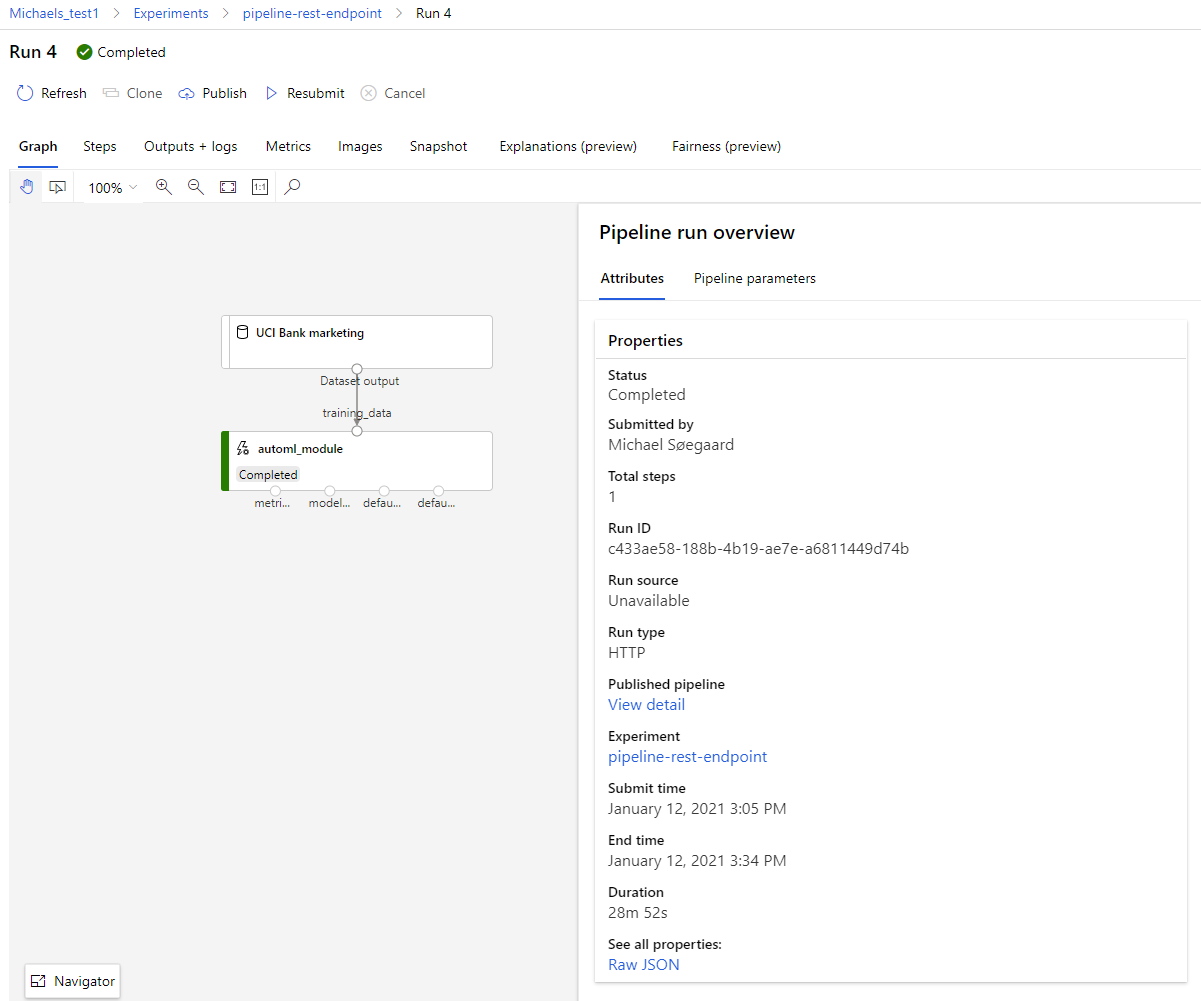 Michaels_test1 > Experiments > pipeline-rest-endpoint > Run 4
Run 4 Completed
Refresh Clone Publish Resubmit Cancel
Graph Steps Outputs + logs Metrics Images Snapshot Explanations (preview) Fairness (preview)
100% 1:1
UCI Bank marketing
Dataset output
training_data
automl_module
Completed
metri... model... defau... defau...
Navigator
Pipeline run overview
Attributes Pipeline parameters
Properties
Status
Completed
Submitted by
Michael Søegaard
Total steps
1
Run ID
c433ae58-188b-4b19-ae7e-a6811449d74b
Run source
Unavailable
Run type
HTTP
Published pipeline
View detail
Experiment
pipeline-rest-endpoint
Submit time
January 12, 2021 3:05 PM
End time
January 12, 2021 3:34 PM
Duration
28m 52s
See all properties:
Raw JSON